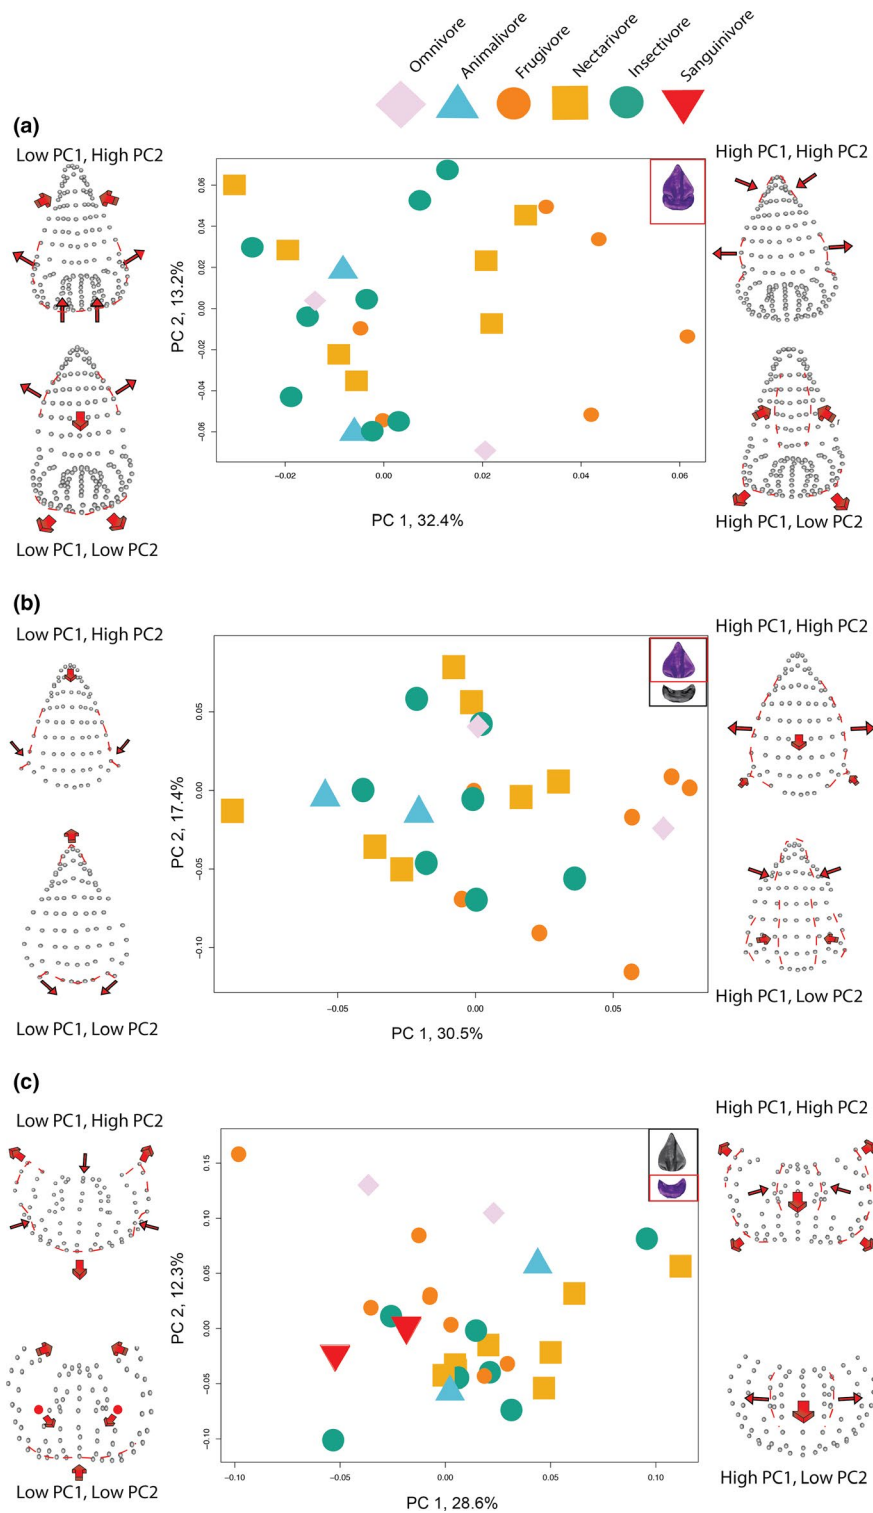 Omnivore
Animalivore
Frugivore
Nectarivore
Insectivore
Sanguinivore
(a)
Low PC1, High PC2
High PC1, High PC2
PC 2, 13.2%
0.06
0.04
0.02
0.00
−0.02
−0.04
−0.06
−0.02
0.00
0.02
0.04
0.06
PC 1, 32.4%
Low PC1, Low PC2
High PC1, Low PC2
(b)
Low PC1, High PC2
High PC1, High PC2
PC 2, 17.4%
0.05
0.00
−0.05
−0.10
−0.05
0.00
0.05
PC 1, 30.5%
Low PC1, Low PC2
High PC1, Low PC2
(c)
Low PC1, High PC2
High PC1, High PC2
PC 2, 12.3%
0.15
0.10
0.05
0.00
−0.05
−0.10
−0.10
−0.05
0.00
0.05
0.10
PC 1, 28.6%
Low PC1, Low PC2
High PC1, Low PC2